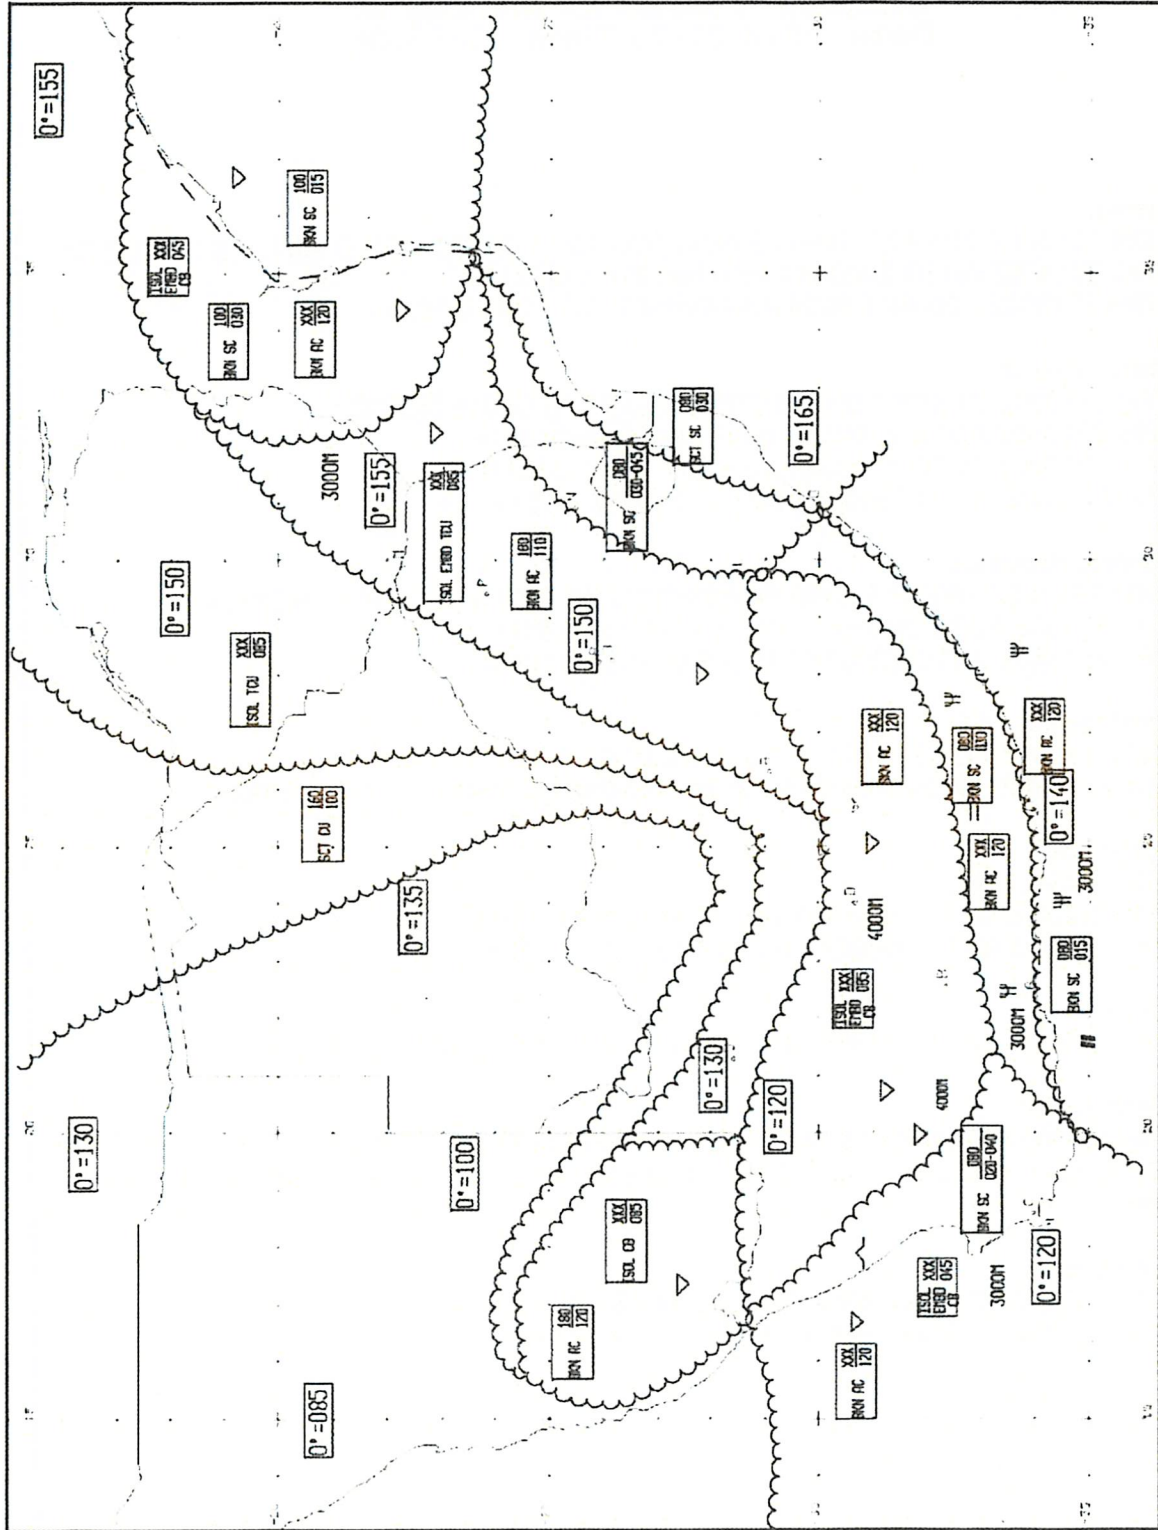 0°=155
0°=130
ISOL XXX
EMBD 045
CB
0°=150
100
BKN SC 030
XXX
ISOL TCU 085
100
BKN SC 015
XXX
BKN AC 120
0°=085
160
SCT CU 100
3000M
0°=155
0°=135
XXX
ISOL EMBD TCU 085
0°=100
180
BKN AC 110
180
BKN AC 120
0°=150
XXX
ISOL CB 085
080
BKN SC 030-045
080
SCT SC 030
0°=130
0°=120
0°=165
ISOL XXX
EMBD 085
CB
XXX
BKN AC 120
4000M
XXX
BKN AC 120
ISOL XXX
EMBD 045
CB
4000M
080
BKN SC 030
080
BKN SC 020-040
XXX
BKN AC 120
3000M
3000M
XXX
BKN AC 120
0°=120
0°=140
080
BKN SC 015
3000M